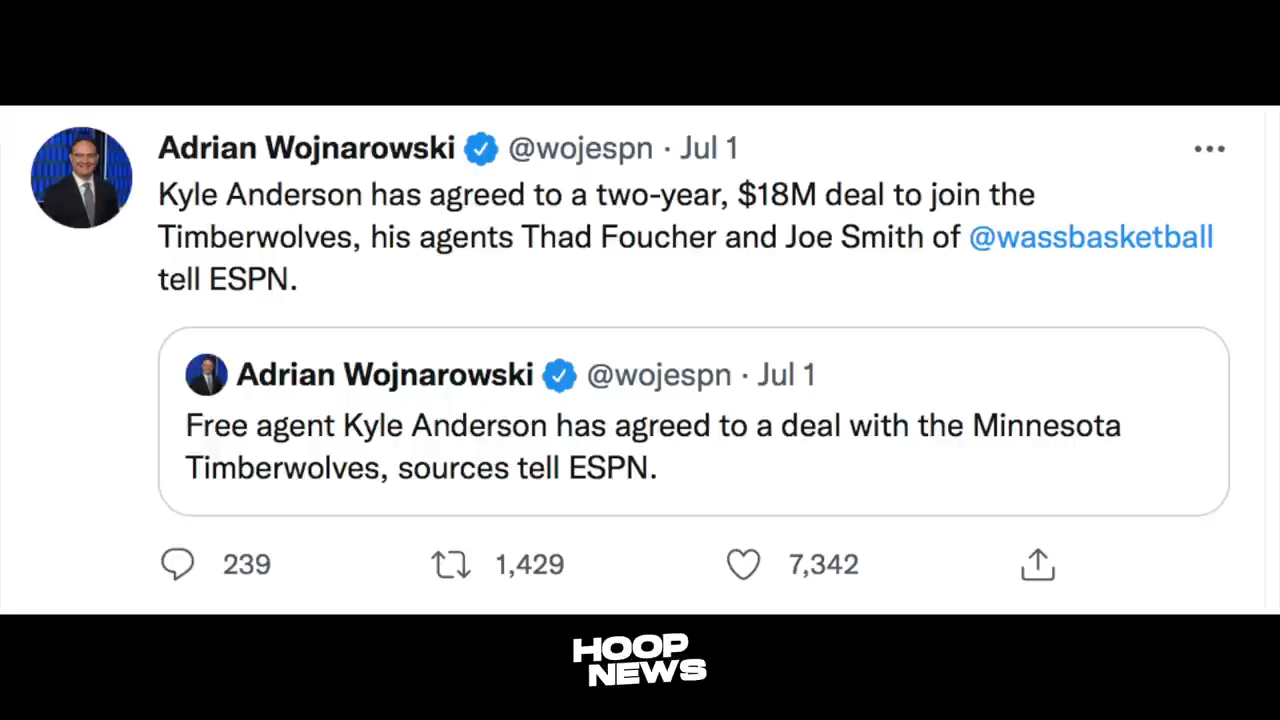 Adrian Wojnarowski @wojespn · Jul 1
Kyle Anderson has agreed to a two-year, $18M deal to join the
Timberwolves, his agents Thad Foucher and Joe Smith of @wassbasketball
tell ESPN.
Adrian Wojnarowski @wojespn · Jul 1
Free agent Kyle Anderson has agreed to a deal with the Minnesota
Timberwolves, sources tell ESPN.
239 1,429 7,342
HOOP
NEWS